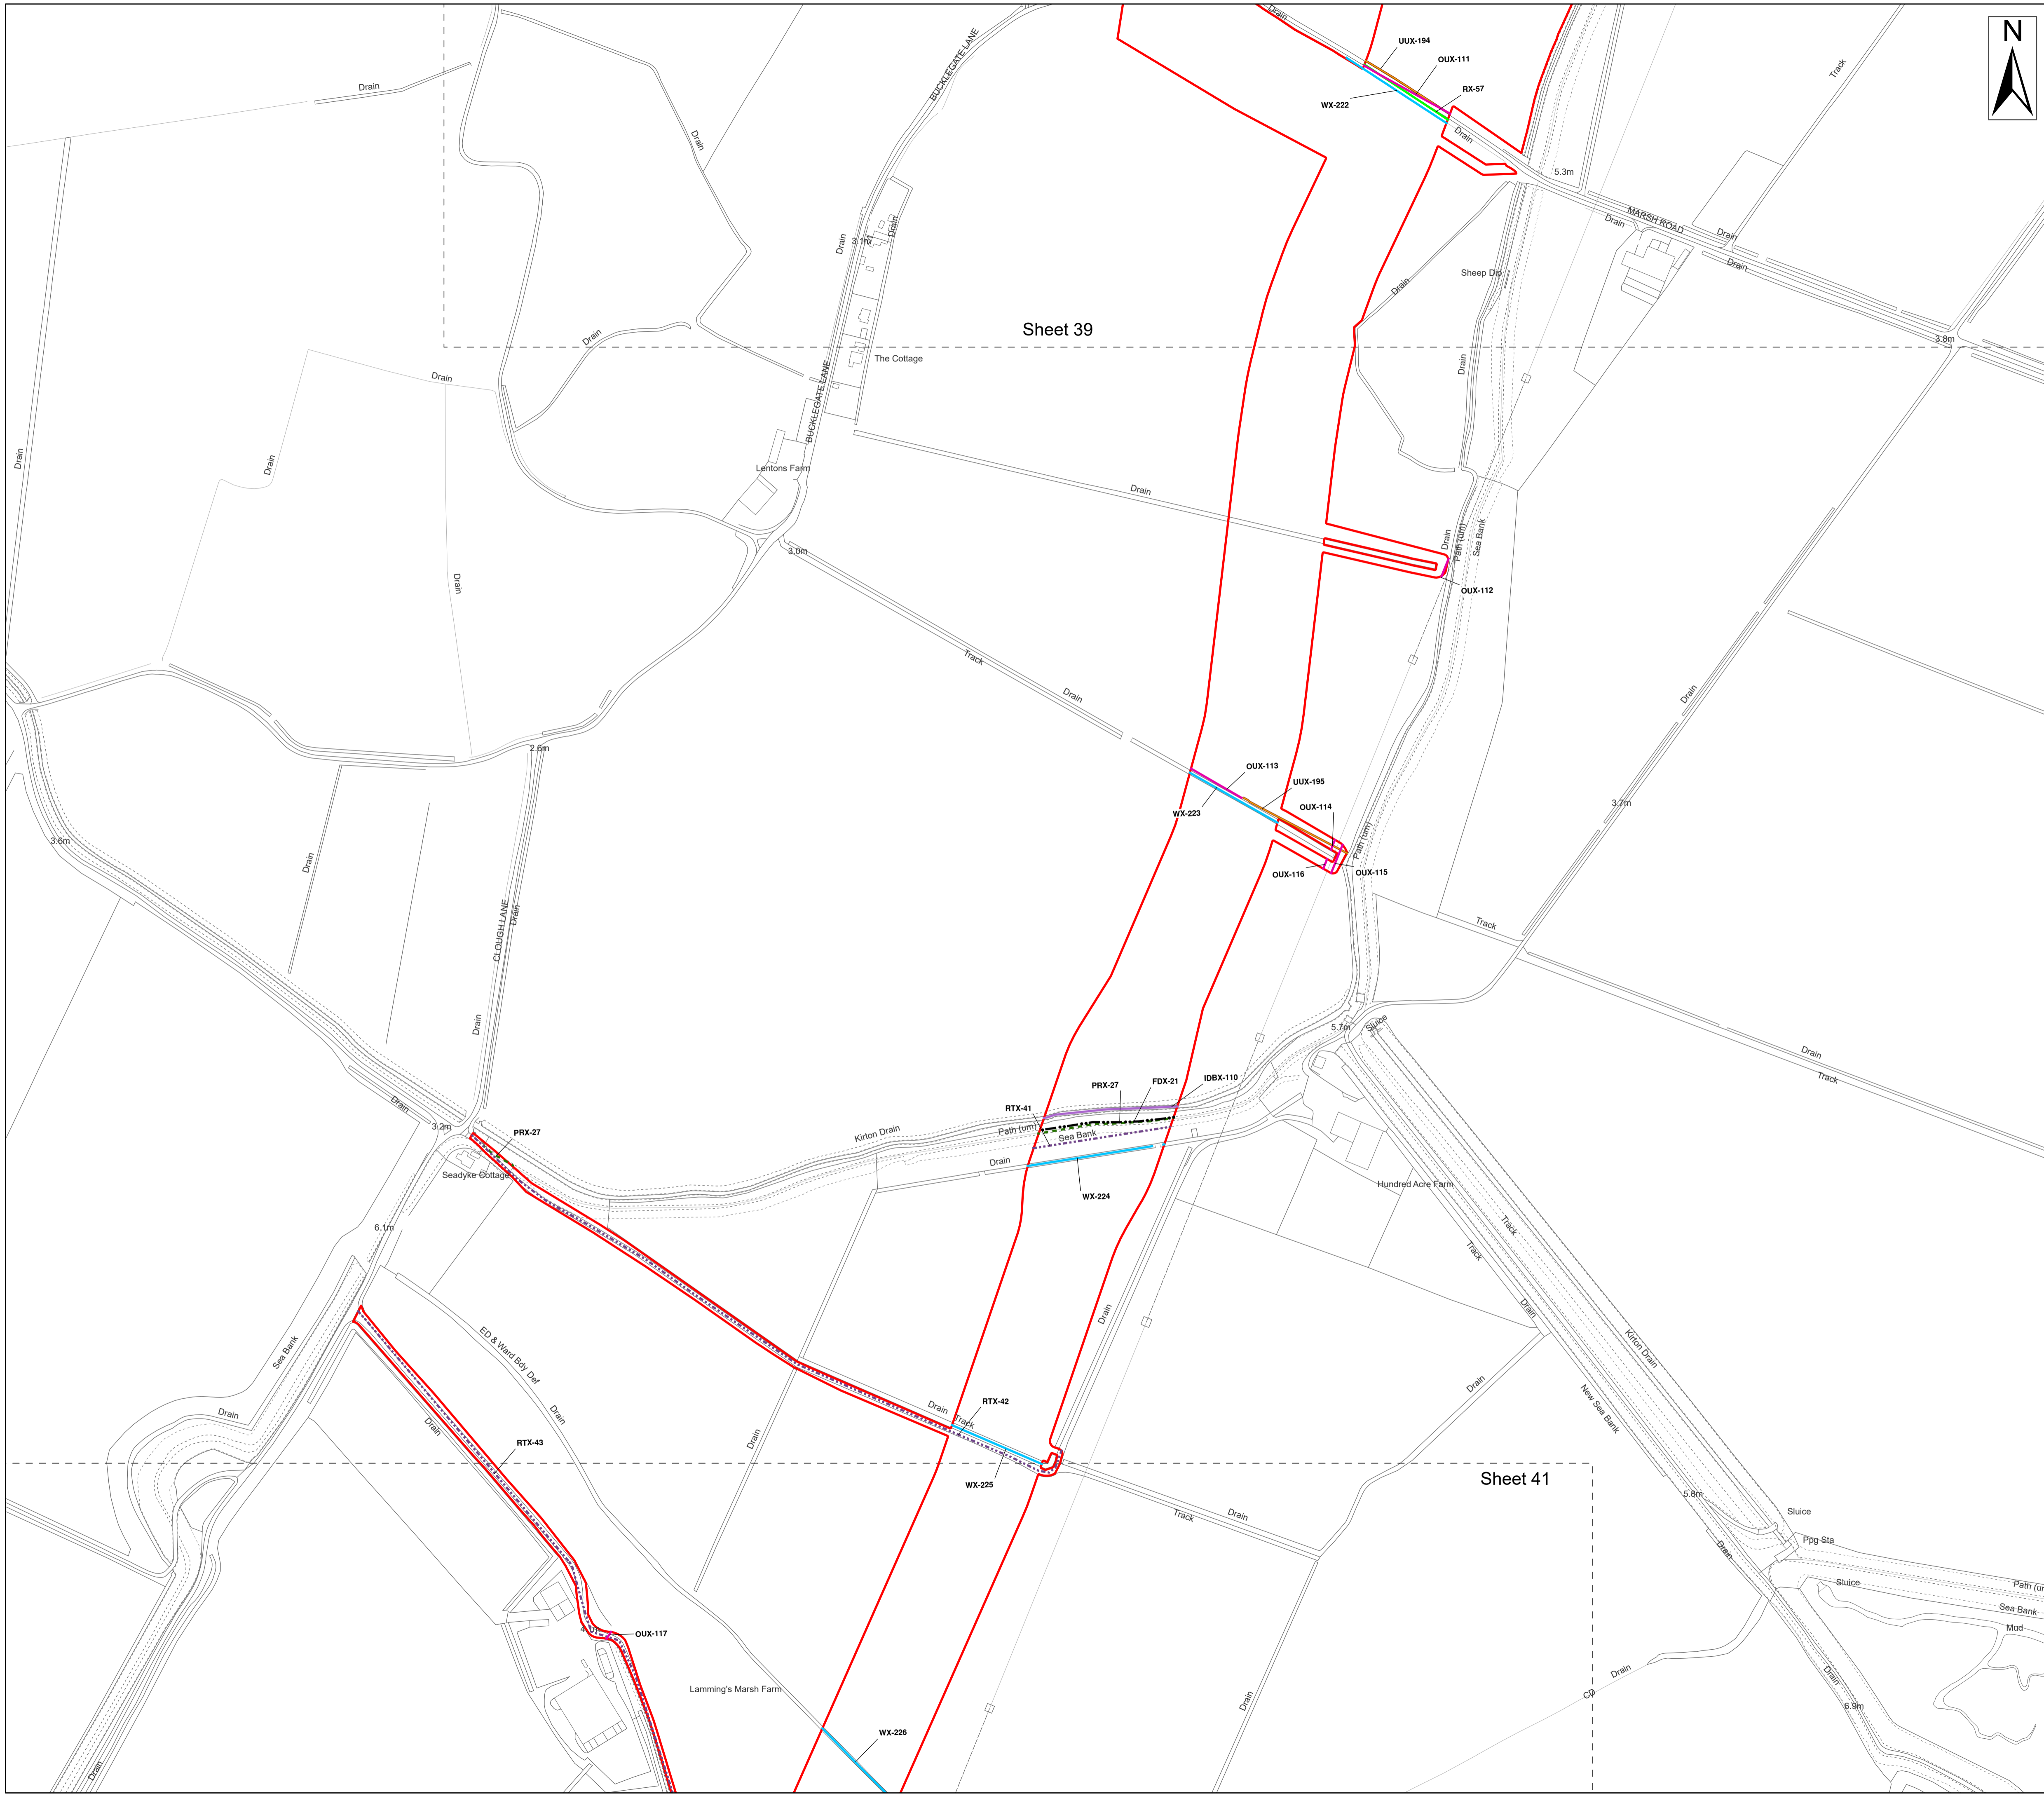 Drain
BUCKLEGATE LANE
UUX-194
OUX-111
RX-57
WX-222
N
Track
Drain
Drain
Drain
5.3m
Drain
MARSH ROAD
Drain
Drain
Drain
3.1m
Drain
Sheep Dip
Drain
Sheet 39
Drain
The Cottage
3.8m
Drain
Drain
BUCKLEGATE LANE
Drain
Drain
Lentons Farm
Drain
Drain
Path (um)
Sea Bank
3.0m
Drain
OUX-112
Track
Drain
Drain
2.6m
OUX-113
UUX-195
OUX-114
WX-223
3.7m
3.6m
Path (um)
Drain
OUX-116
OUX-115
CLOUGH LANE
Drain
Track
Drain
5.7m
Sluice
Drain
Track
PRX-27
FDX-21
IDBX-110
RTX-41
Drain
3.2m
PRX-27
Kirton Drain
Path (um)
Sea Bank
Drain
Seadyke Cottage
WX-224
Hundred Acre Farm
6.1m
Track
Track
Drain
Drain
Kirton Drain
Sea Bank
ED & Ward Bdy Def
Drain
New Sea Bank
Drain
Drain
Drain
Drain
Track
RTX-42
Drain
RTX-43
WX-225
Sheet 41
5.8m
Track
Drain
Sluice
Ppg Sta
Drain
Sluice
Path (um
Sea Bank
Mud
OUX-117
Lamming's Marsh Farm
Drain
Drain
CD
Drain
6.9m
WX-226
Drain